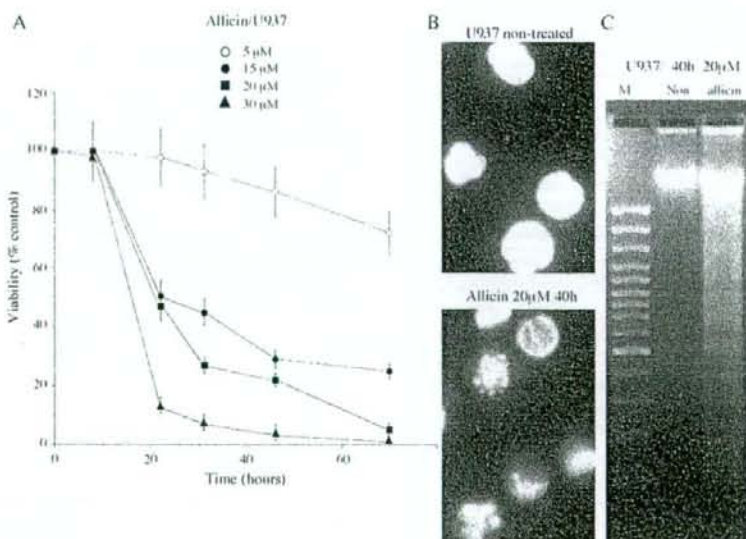 A
Allicin/U937
5 µM
15 µM
20 µM
30 µM
Viability (% control)
120
100
80
60
40
20
0
0
20
40
60
Time (hours)
B
U937 non-treated
Allicin 20µM 40h
C
U937 40h 20µM
M Non allicin